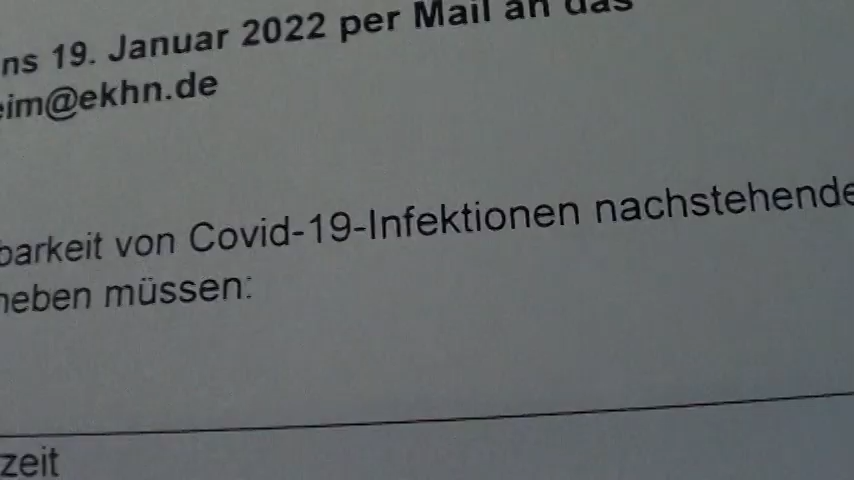 ns 19. Januar 2022 per Mail an das
eim@ekhn.de
barkeit von Covid-19-Infektionen nachstehende
heben müssen:
zeit